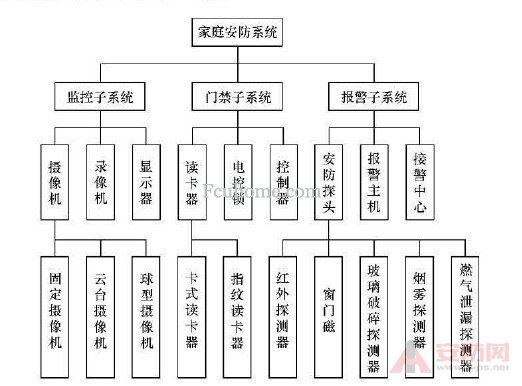 家庭安防系统
监控子系统
门禁子系统
报警子系统
摄像机
录像机
显示器
读卡器
电控锁
控制器
安防探头
报警主机
接警中心
固定摄像机
云台摄像机
球型摄像机
卡式读卡器
指纹读卡器
红外探测器
窗门磁
玻璃破碎探测器
烟雾探测器
燃气泄漏探测器
安防网